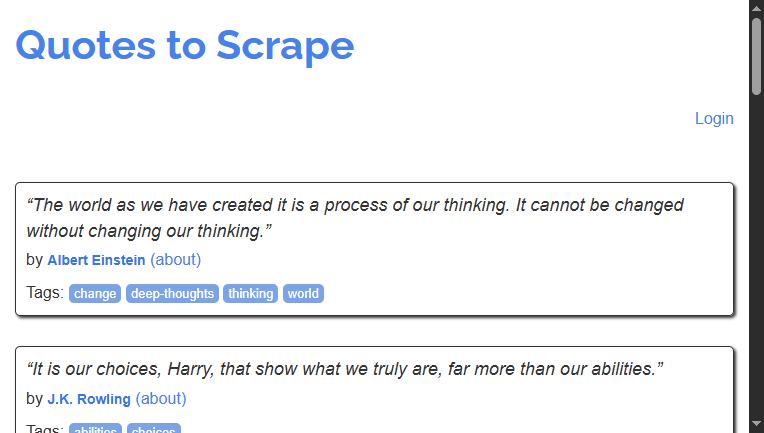 Quotes to Scrape
Login
“The world as we have created it is a process of our thinking. It cannot be changed
without changing our thinking.”
by Albert Einstein (about)
Tags: change deep-thoughts thinking world
“It is our choices, Harry, that show what we truly are, far more than our abilities.”
by J.K. Rowling (about)
Tags: abilities choices